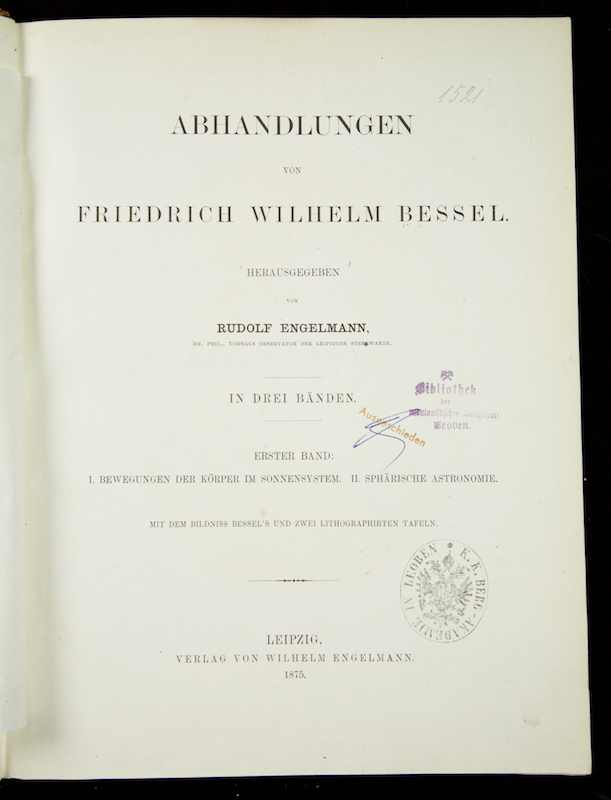 1521
ABHANDLUNGEN
VON
FRIEDRICH WILHELM BESSEL.
HERAUSGEGEBEN
VON
RUDOLF ENGELMANN,
DR. PHIL., VORMALS OBSERVATOR DER LEIPZIGER STERNWARTE.
IN DREI BÄNDEN.
Bibliothek
der
Leoben.
Ausgeschieden
ERSTER BAND:
I. BEWEGUNGEN DER KÖRPER IM SONNENSYSTEM. II. SPHÄRISCHE ASTRONOMIE.
MIT DEM BILDNISS BESSEL'S UND ZWEI LITHOGRAPHIRTEN TAFELN.
K. K. BERG-AKADEMIE IN LEOBEN
LEIPZIG,
VERLAG VON WILHELM ENGELMANN.
1875.